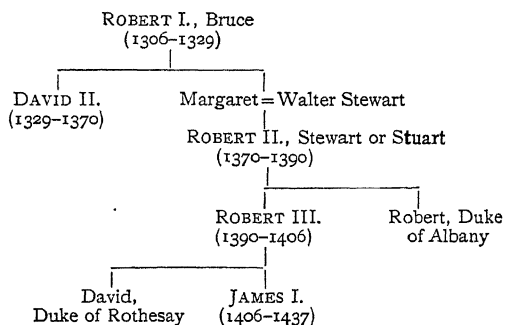 ROBERT I., Bruce
(1306–1329)
DAVID II.
(1329–1370)
Margaret = Walter Stewart
ROBERT II., Stewart or Stuart
(1370–1390)
ROBERT III.
(1390–1406)
Robert, Duke
of Albany
David,
Duke of Rothesay
JAMES I.
(1406–1437)